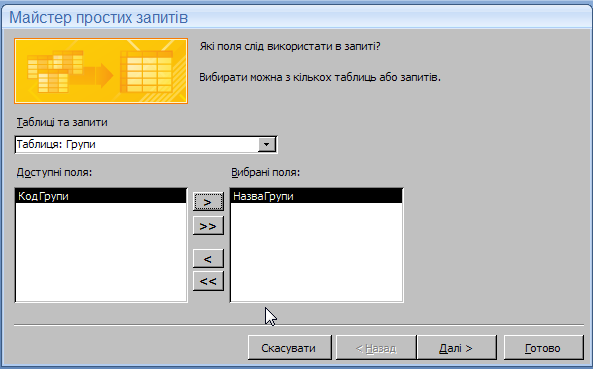 Майстер простих запитів
Які поля слід використати в запиті?
Вибирати можна з кількох таблиць або запитів.
Таблиці та запити
Таблиця: Групи
Доступні поля:
Вибрані поля:
КодГрупи
НазваГрупи
>
>>
<
<<
Скасувати
< Назад
Далі >
Готово